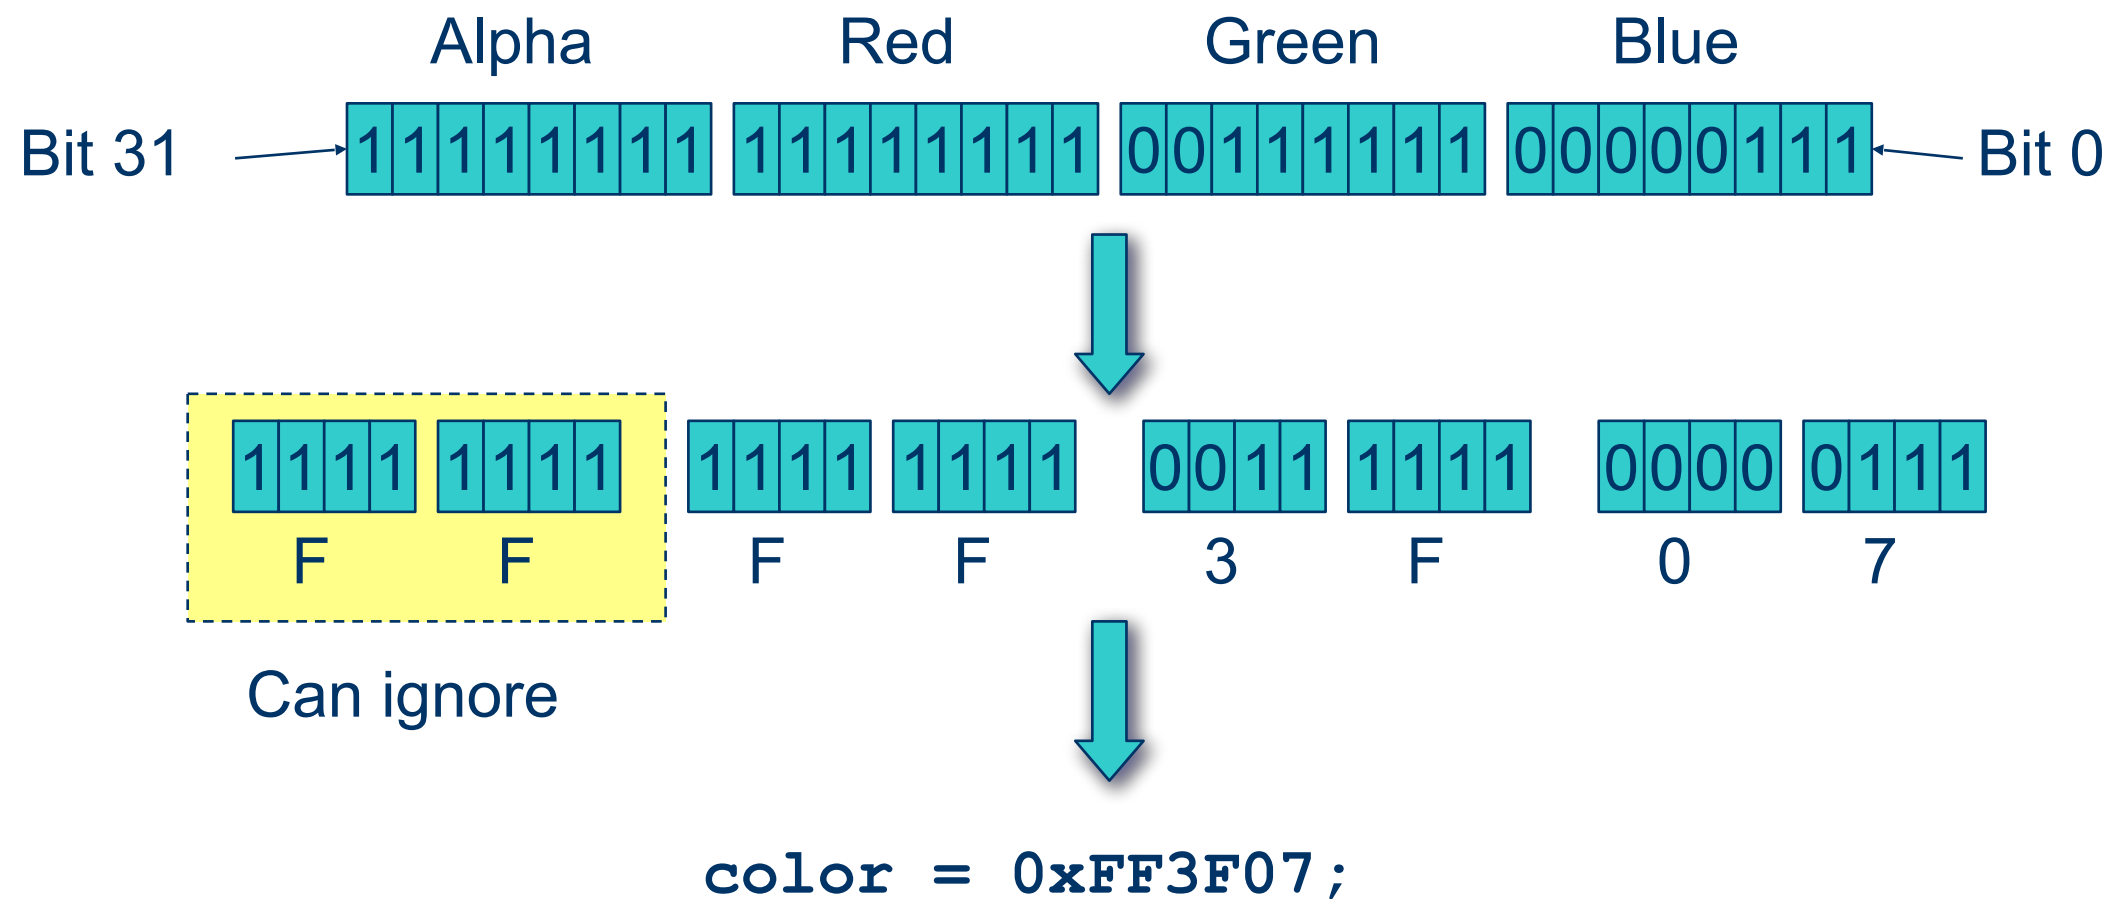 Alpha Red Green Blue
Bit 31 11111111 11111111 00111111 00000111 Bit 0
1111 1111 1111 1111 0011 1111 0000 0111
F F F F 3 F 0 7
Can ignore
color = 0xFF3F07;